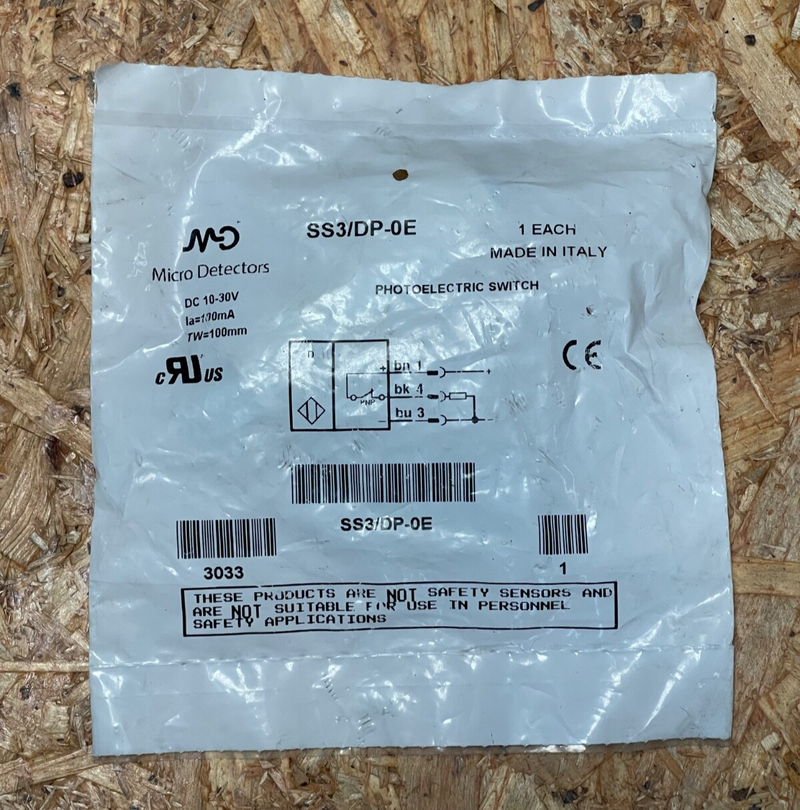 MD
Micro Detectors
DC 10-30V
Ia=100mA
TW=100mm
cRUus
SS3/DP-0E
1 EACH
MADE IN ITALY
PHOTOELECTRIC SWITCH
CE
D
+ bn 1 +
bk 4
PNP
- bu 3 -
SS3/DP-0E
3033
1
THESE PRODUCTS ARE NOT SAFETY SENSORS AND
ARE NOT SUITABLE FOR USE IN PERSONNEL
SAFETY APPLICATIONS